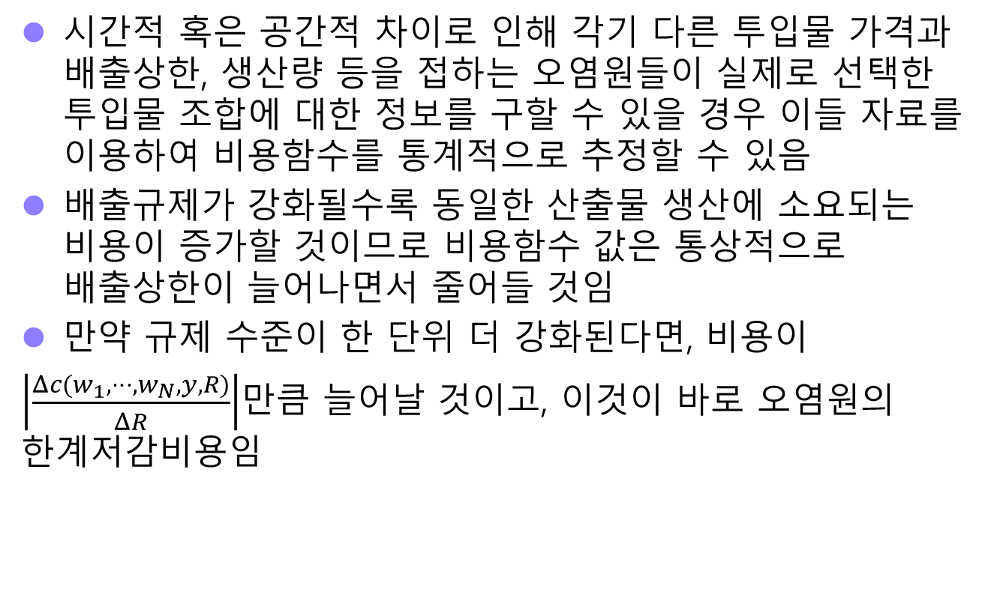 ● 시간적 혹은 공간적 차이로 인해 각기 다른 투입물 가격과
배출상한, 생산량 등을 접하는 오염원들이 실제로 선택한
투입물 조합에 대한 정보를 구할 수 있을 경우 이들 자료를
이용하여 비용함수를 통계적으로 추정할 수 있음
● 배출규제가 강화될수록 동일한 산출물 생산에 소요되는
비용이 증가할 것이므로 비용함수 값은 통상적으로
배출상한이 늘어나면서 줄어들 것임
● 만약 규제 수준이 한 단위 더 강화된다면, 비용이
|Δc(w₁,⋯,w_N,y,R)/ΔR|만큼 늘어날 것이고, 이것이 바로 오염원의
한계저감비용임